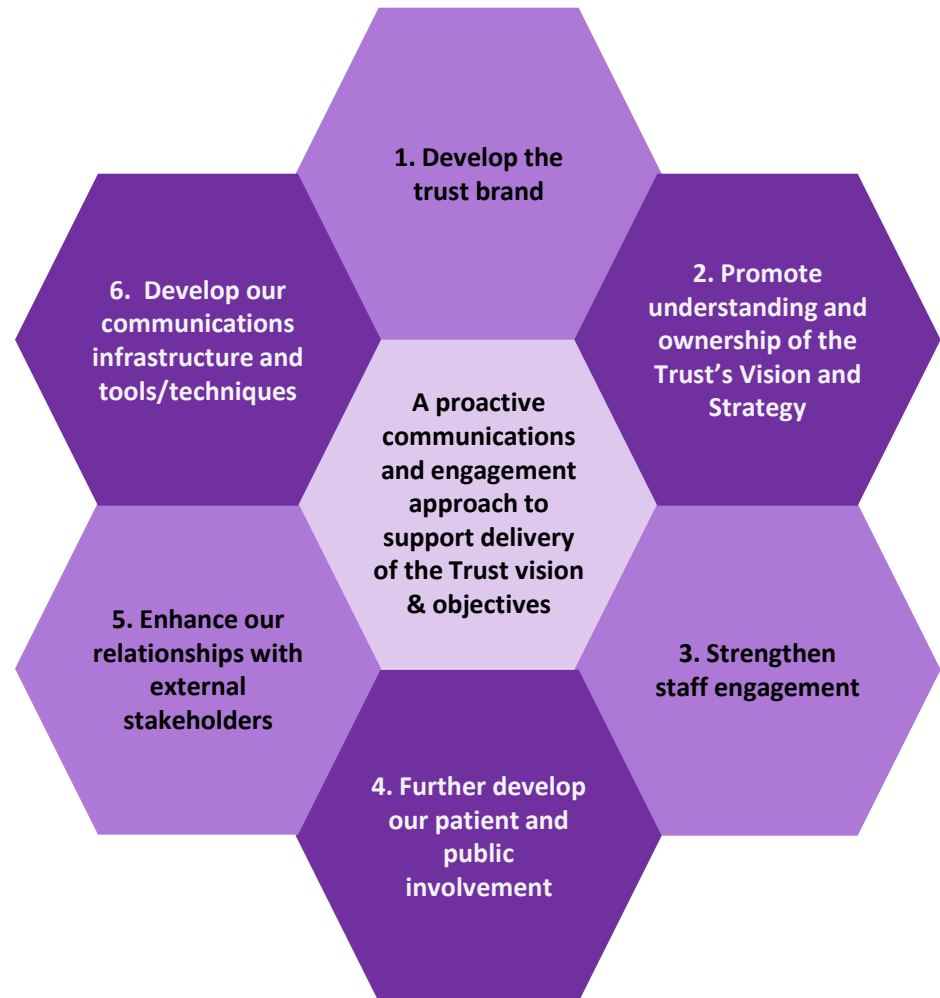 1. Develop the
trust brand
2. Promote
understanding and
ownership of the
Trust’s Vision and
Strategy
3. Strengthen
staff engagement
4. Further develop
our patient and
public
involvement
5. Enhance our
relationships with
external
stakeholders
6.  Develop our
communications
infrastructure and
tools/techniques
A proactive
communications
and engagement
approach to
support delivery
of the Trust vision
& objectives